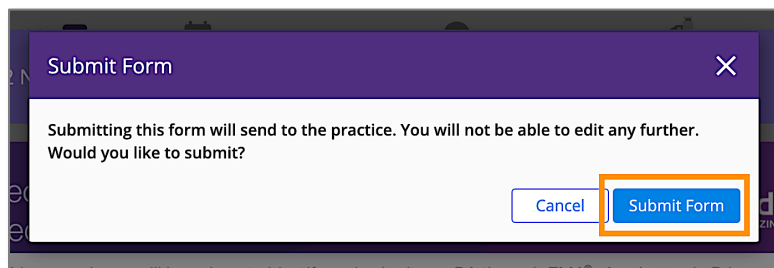 Submit Form
Submitting this form will send to the practice. You will not be able to edit any further.
Would you like to submit?
Cancel
Submit Form